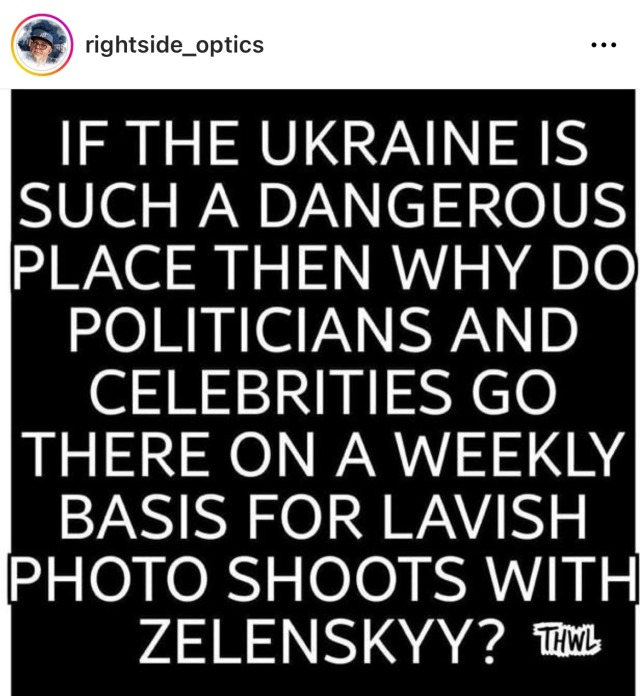 rightside_optics
IF THE UKRAINE IS
SUCH A DANGEROUS
PLACE THEN WHY DO
POLITICIANS AND
CELEBRITIES GO
THERE ON A WEEKLY
BASIS FOR LAVISH
PHOTO SHOOTS WITH
ZELENSKYY? THWL